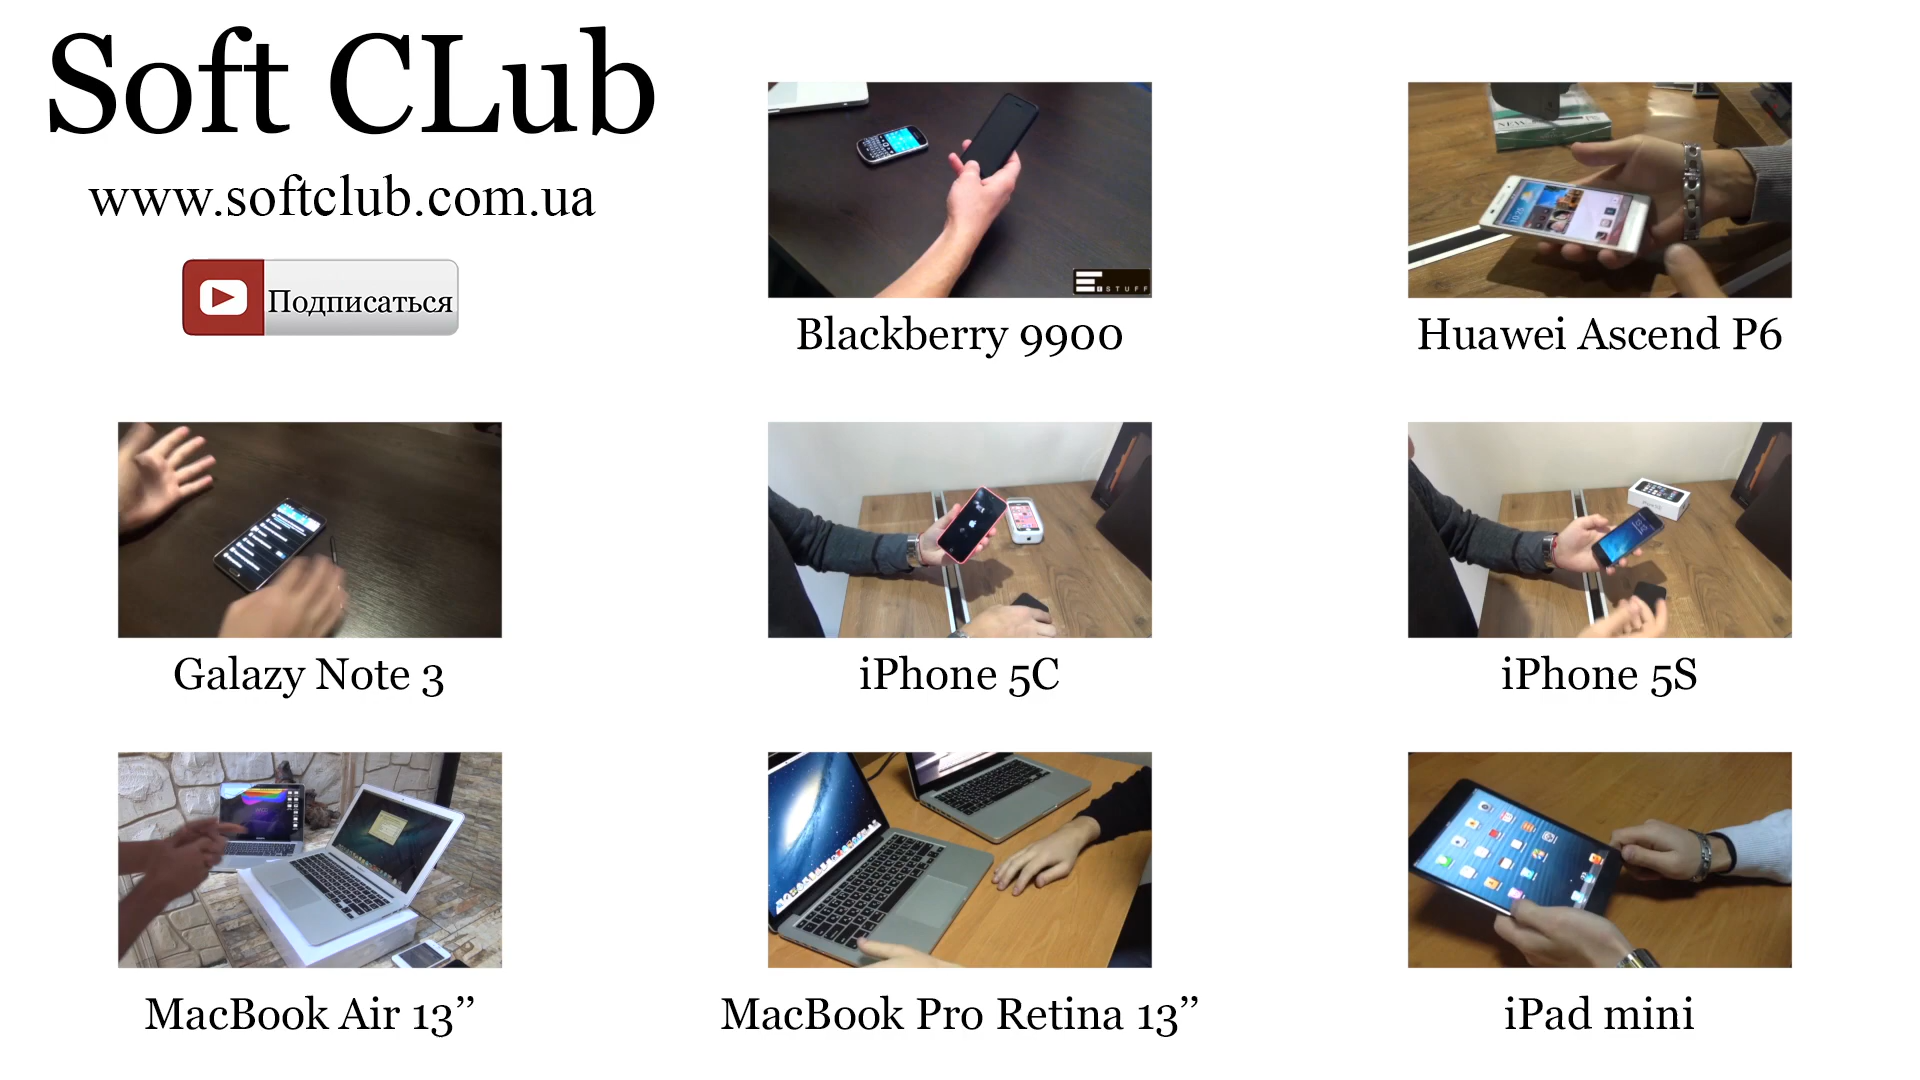 Soft CLub
www.softclub.com.ua
Подписаться
STUFF
Blackberry 9900
Huawei Ascend P6
Galazy Note 3
iPhone 5C
iPhone 5S
MacBook Air 13’’
MacBook Pro Retina 13’’
iPad mini